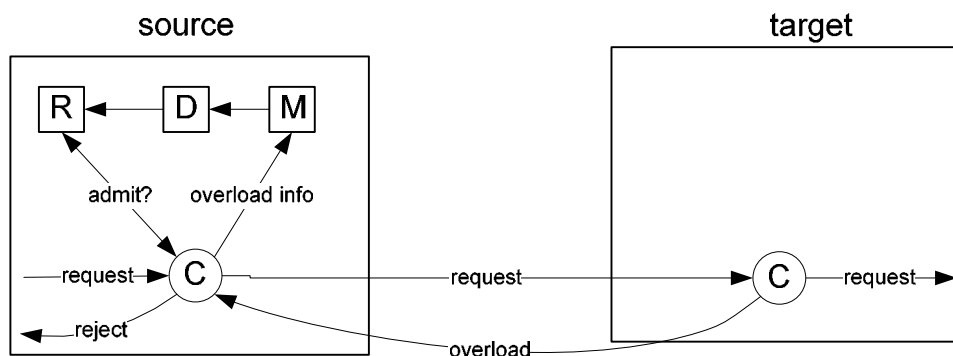 source
target
R
D
M
admit?
overload info
request
C
request
C
request
reject
overload